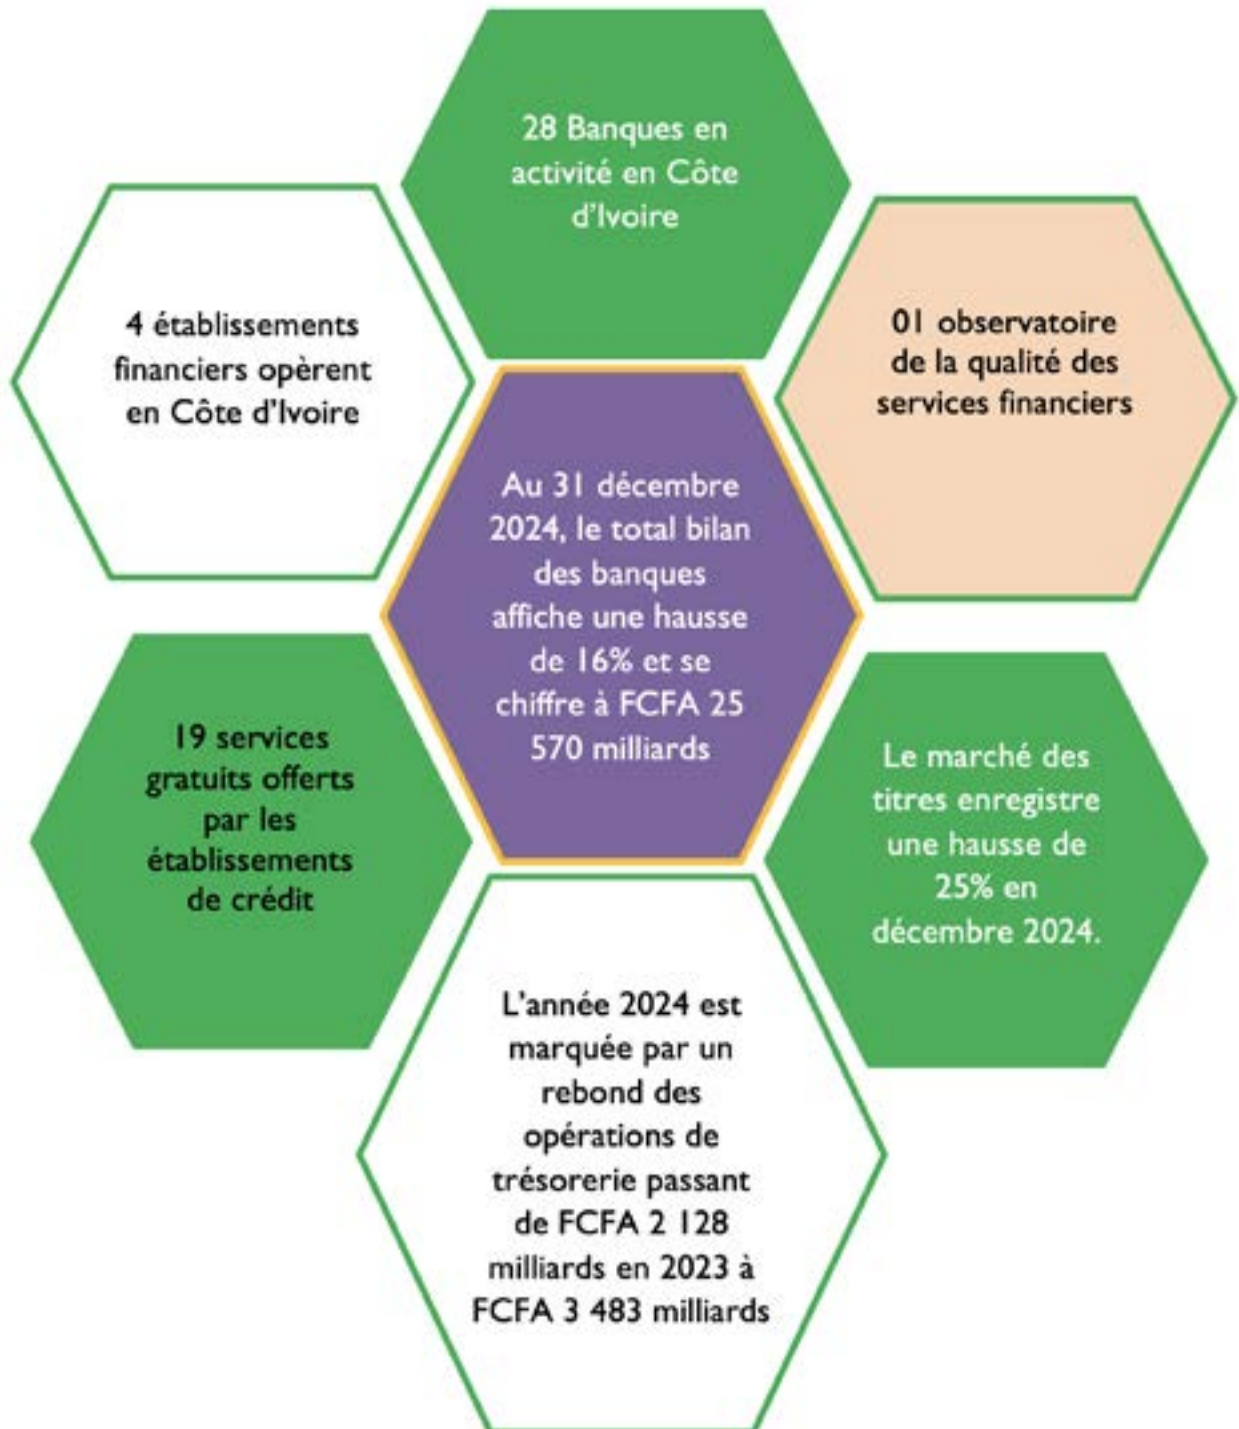 28 Banques en
activité en Côte
d'Ivoire
4 établissements
financiers opèrent
en Côte d'Ivoire
01 observatoire
de la qualité des
services financiers
Au 31 décembre
2024, le total bilan
des banques
affiche une hausse
de 16% et se
chiffre à FCFA 25
570 milliards
19 services
gratuits offerts
par les
établissements
de crédit
Le marché des
titres enregistre
une hausse de
25% en
décembre 2024.
L'année 2024 est
marquée par un
rebond des
opérations de
trésorerie passant
de FCFA 2 128
milliards en 2023 à
FCFA 3 483 milliards